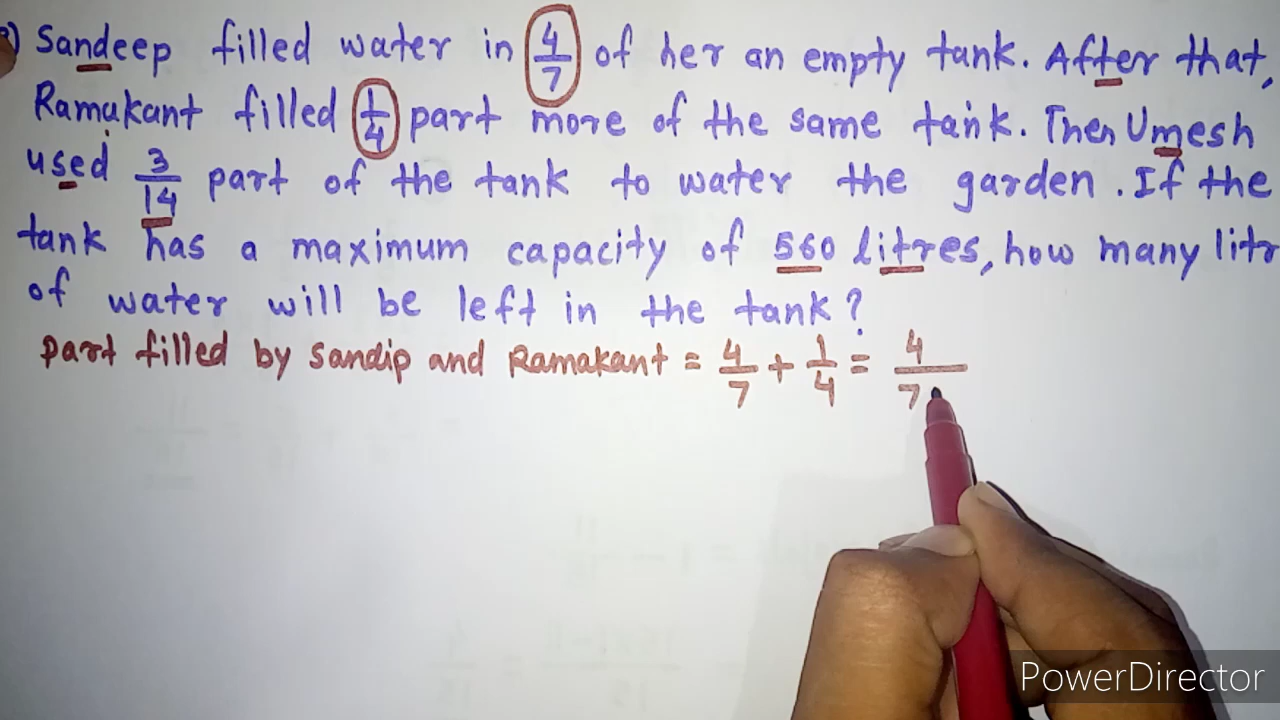 Sandeep filled water in 4/7 of her an empty tank. After that,
Ramakant filled 1/4 part more of the same tank. Then Umesh
used 3/14 part of the tank to water the garden. If the
tank has a maximum capacity of 560 litres, how many litr
of water will be left in the tank?
Part filled by Sandip and Ramakant = 4/7 + 1/4 = 4/7
PowerDirector